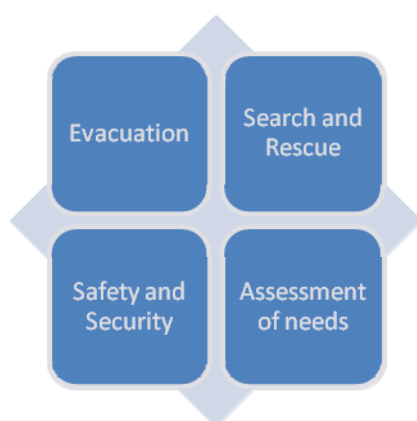 Evacuation
Search and
Rescue
Safety and
Security
Assessment
of needs